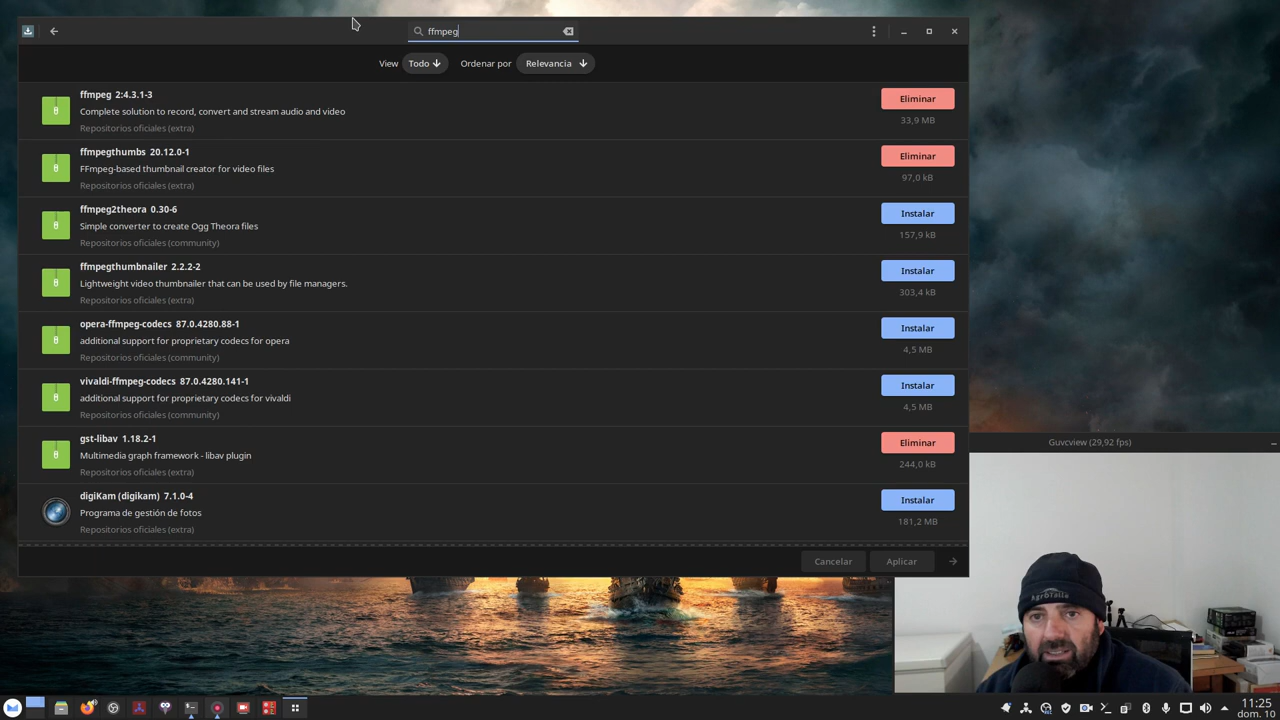 ffmpeg
View Todo Ordenar por Relevancia
ffmpeg 2:4.3.1-3
Eliminar
Complete solution to record, convert and stream audio and video
33,9 MB
Repositorios oficiales (extra)
ffmpegthumbs 20.12.0-1
Eliminar
FFmpeg-based thumbnail creator for video files
97,0 kB
Repositorios oficiales (extra)
ffmpeg2theora 0.30-6
Instalar
Simple converter to create Ogg Theora files
157,9 kB
Repositorios oficiales (community)
ffmpegthumbnailer 2.2.2-2
Instalar
Lightweight video thumbnailer that can be used by file managers.
303,4 kB
Repositorios oficiales (extra)
opera-ffmpeg-codecs 87.0.4280.88-1
Instalar
additional support for proprietary codecs for opera
4,5 MB
Repositorios oficiales (community)
vivaldi-ffmpeg-codecs 87.0.4280.141-1
Instalar
additional support for proprietary codecs for vivaldi
4,5 MB
Repositorios oficiales (community)
gst-libav 1.18.2-1
Eliminar
Multimedia graph framework - libav plugin
244,0 kB
Repositorios oficiales (extra)
digiKam (digikam) 7.1.0-4
Instalar
Programa de gestión de fotos
181,2 MB
Repositorios oficiales (extra)
Cancelar Aplicar
Guvcview (29,92 fps)
AgroTalia
11:25
dom. 10